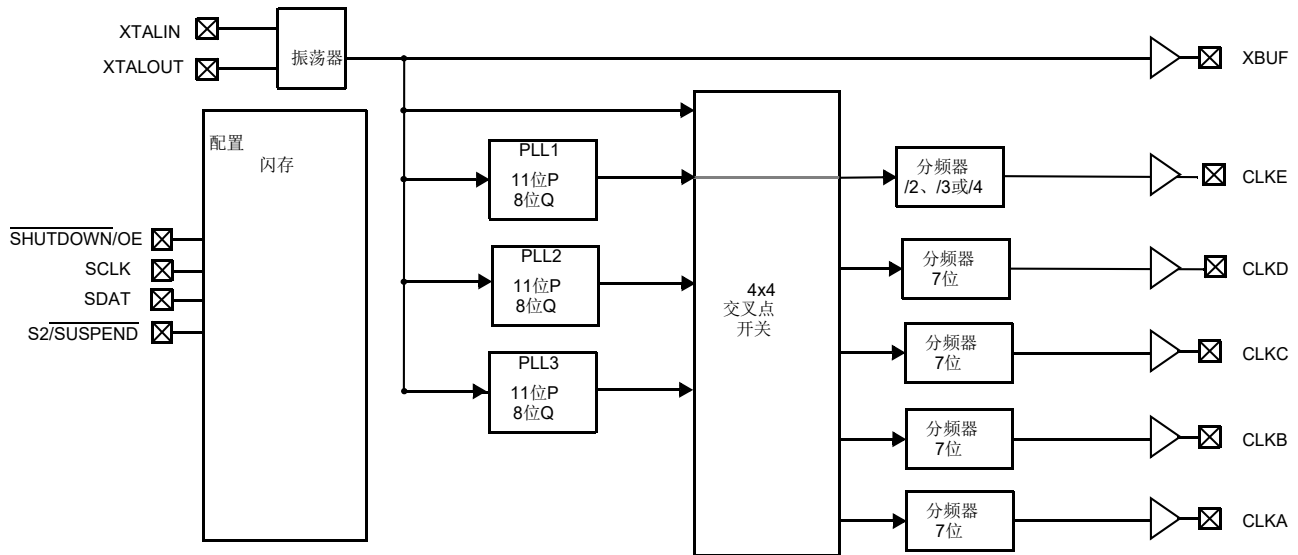 XTALIN
XTALOUT
振荡器
XBUF
配置
闪存
SHUTDOWN/OE
SCLK
SDAT
S2/SUSPEND
PLL1
11位P
8位Q
PLL2
11位P
8位Q
PLL3
11位P
8位Q
4x4
交叉点
开关
分频器
/2、/3或/4
CLKE
分频器
7位
CLKD
分频器
7位
CLKC
分频器
7位
CLKB
分频器
7位
CLKA